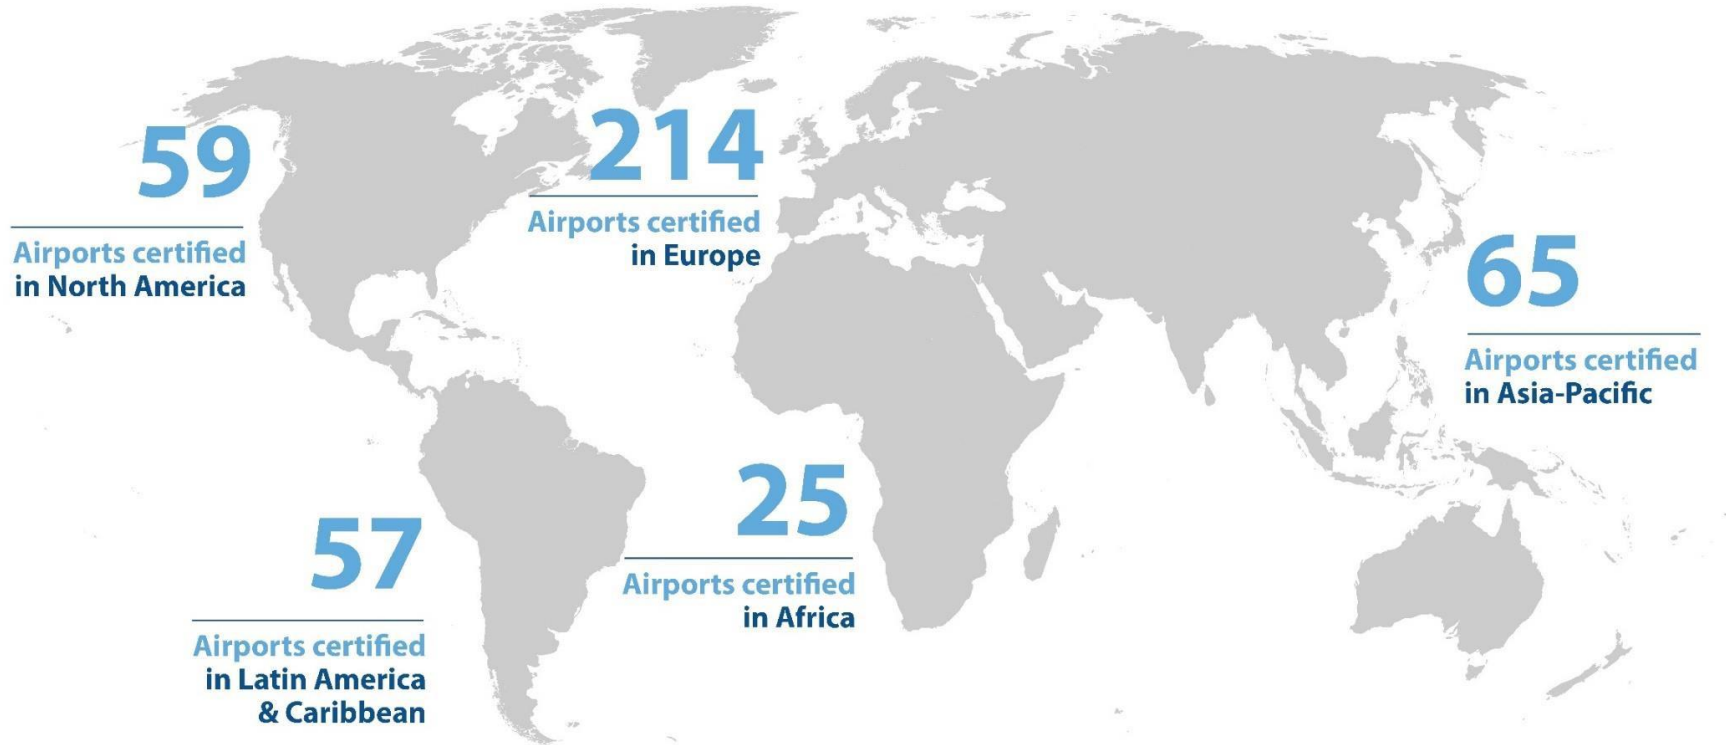 59
Airports certified
in North America
214
Airports certified
in Europe
65
Airports certified
in Asia-Pacific
57
Airports certified
in Latin America
& Caribbean
25
Airports certified
in Africa